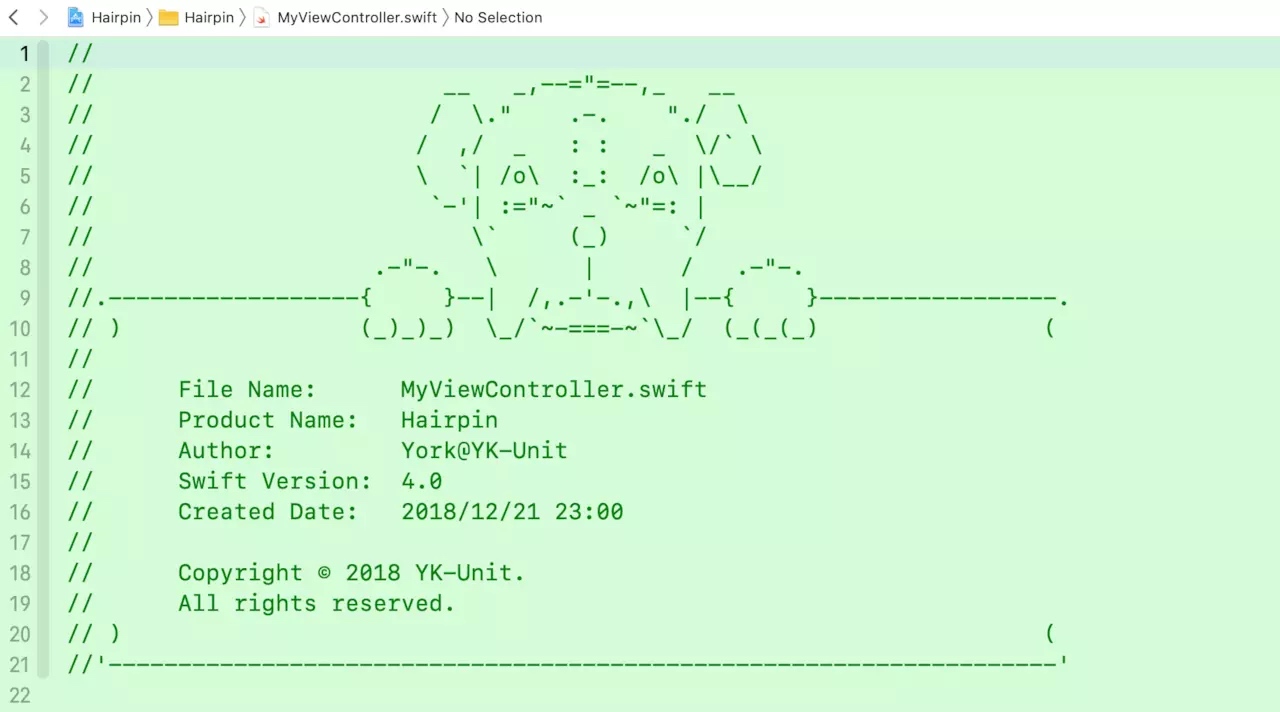 Hairpin 〉 Hairpin 〉 MyViewController.swift 〉 No Selection
1 //
2 //                          __   _,--="=--,_   __
3 //                         /  \."    .-.    "./  \
4 //                        /  ,/  _   : :   _  \/` \
5 //                        \  `| /o\  :_:  /o\ |\__/
6 //                         `-'| :="~` _ `~"=: |
7 //                            \`     (_)     `/
8 //                     .-"-.   \      |      /   .-"-.
9 //.------------------{     }--|  /,.-'-.,\  |--{     }-----------------.
10 // )                 (_)_)_)  \_/`~-===-~`\_/  (_(_(_)                (
11 //
12 //      File Name:      MyViewController.swift
13 //      Product Name:   Hairpin
14 //      Author:         York@YK-Unit
15 //      Swift Version:  4.0
16 //      Created Date:   2018/12/21 23:00
17 //
18 //      Copyright © 2018 YK-Unit.
19 //      All rights reserved.
20 // )                                                                   (
21 //'--------------------------------------------------------------------'
22